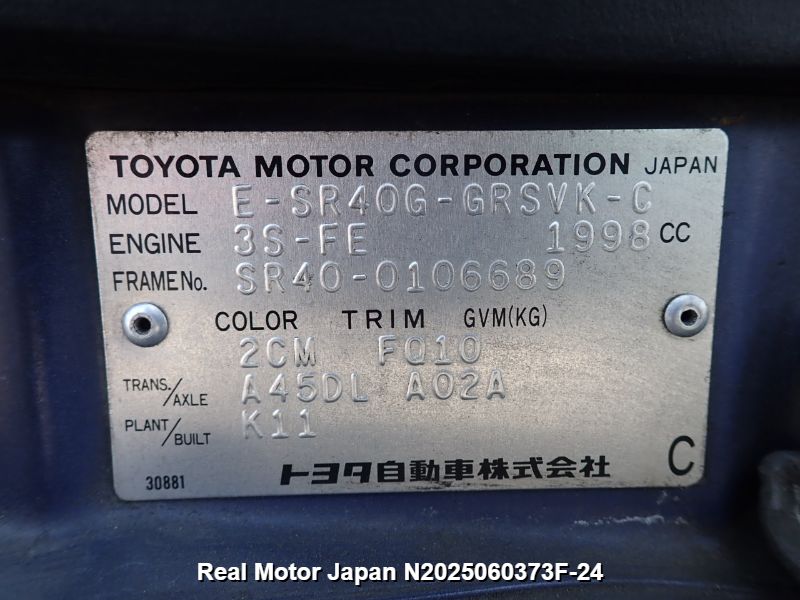 TOYOTA MOTOR CORPORATION JAPAN
MODEL E-SR40G-GRSVK-C
ENGINE 3S-FE 1998 CC
FRAME No. SR40-0106689
COLOR TRIM GVM(KG)
2CM FQ10
TRANS./AXLE A45DL A02A
PLANT/BUILT K11
30881 トヨタ自動車株式会社 C
Real Motor Japan N2025060373F-24